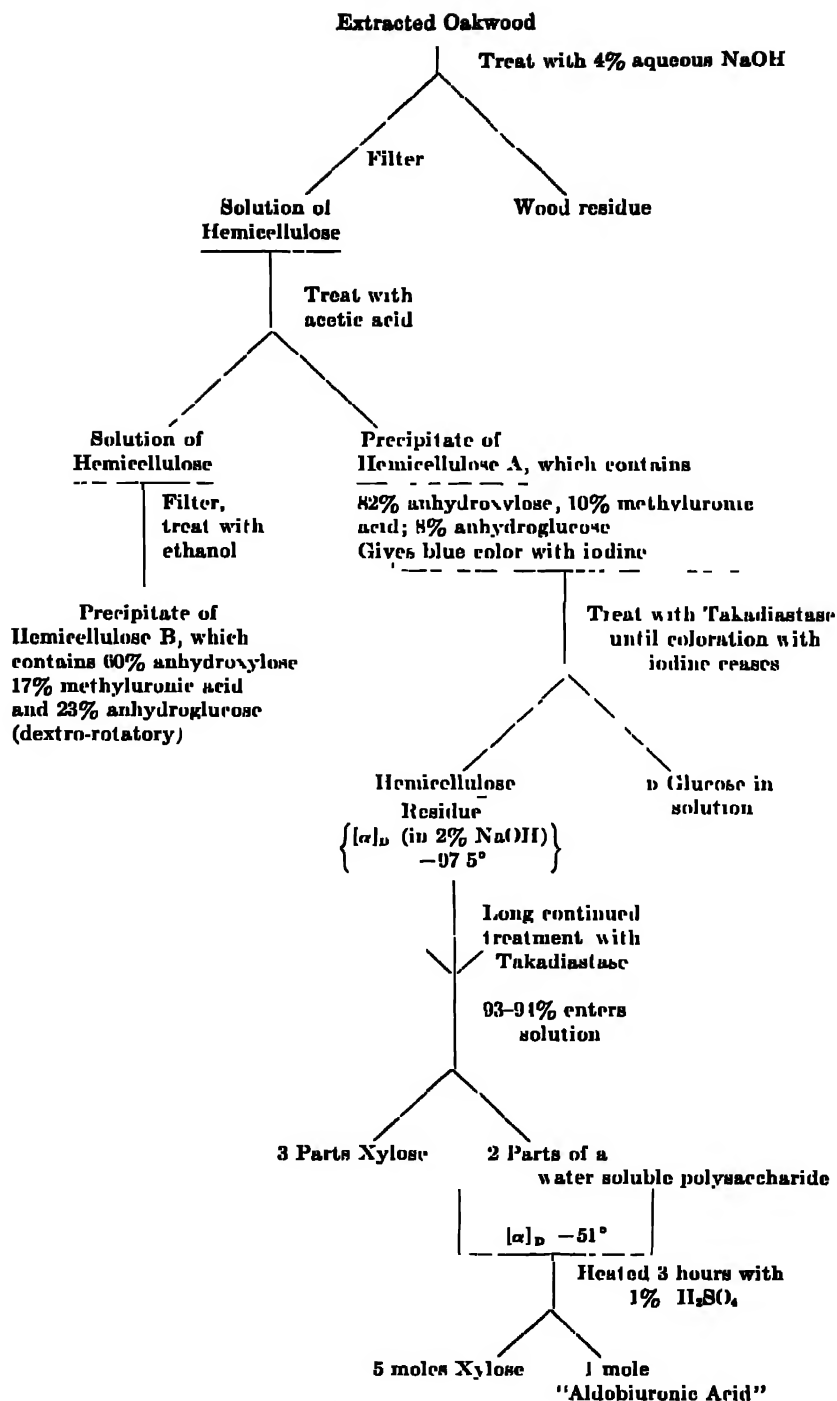 Extracted Oakwood
Treat with 4% aqueous NaOH
Filter
Solution of
Hemicellulose
Wood residue
Treat with
acetic acid
Solution of
Hemicellulose
Filter,
treat with
ethanol
Precipitate of
Hemicellulose B, which
contains 60% anhydroxylose
17% methyluronic acid
and 23% anhydroglucose
(dextro-rotatory)
Precipitate of
Hemicellulose A, which contains
82% anhydroxylose, 10% methyluronic
acid; 8% anhydroglucose
Gives blue color with iodine
Treat with Takadiastase
until coloration with
iodine ceases
Hemicellulose
Residue
[α]D (in 2% NaOH)
D Glucose in
solution
Long continued
treatment with
Takadiastase
enters
solution
3 Parts Xylose
2 Parts of a
water soluble polysaccharide
[α]D −51°
Heated 3 hours with
1% H₂SO₄
5 moles Xylose
1 mole
"Aldobiuronic Acid"